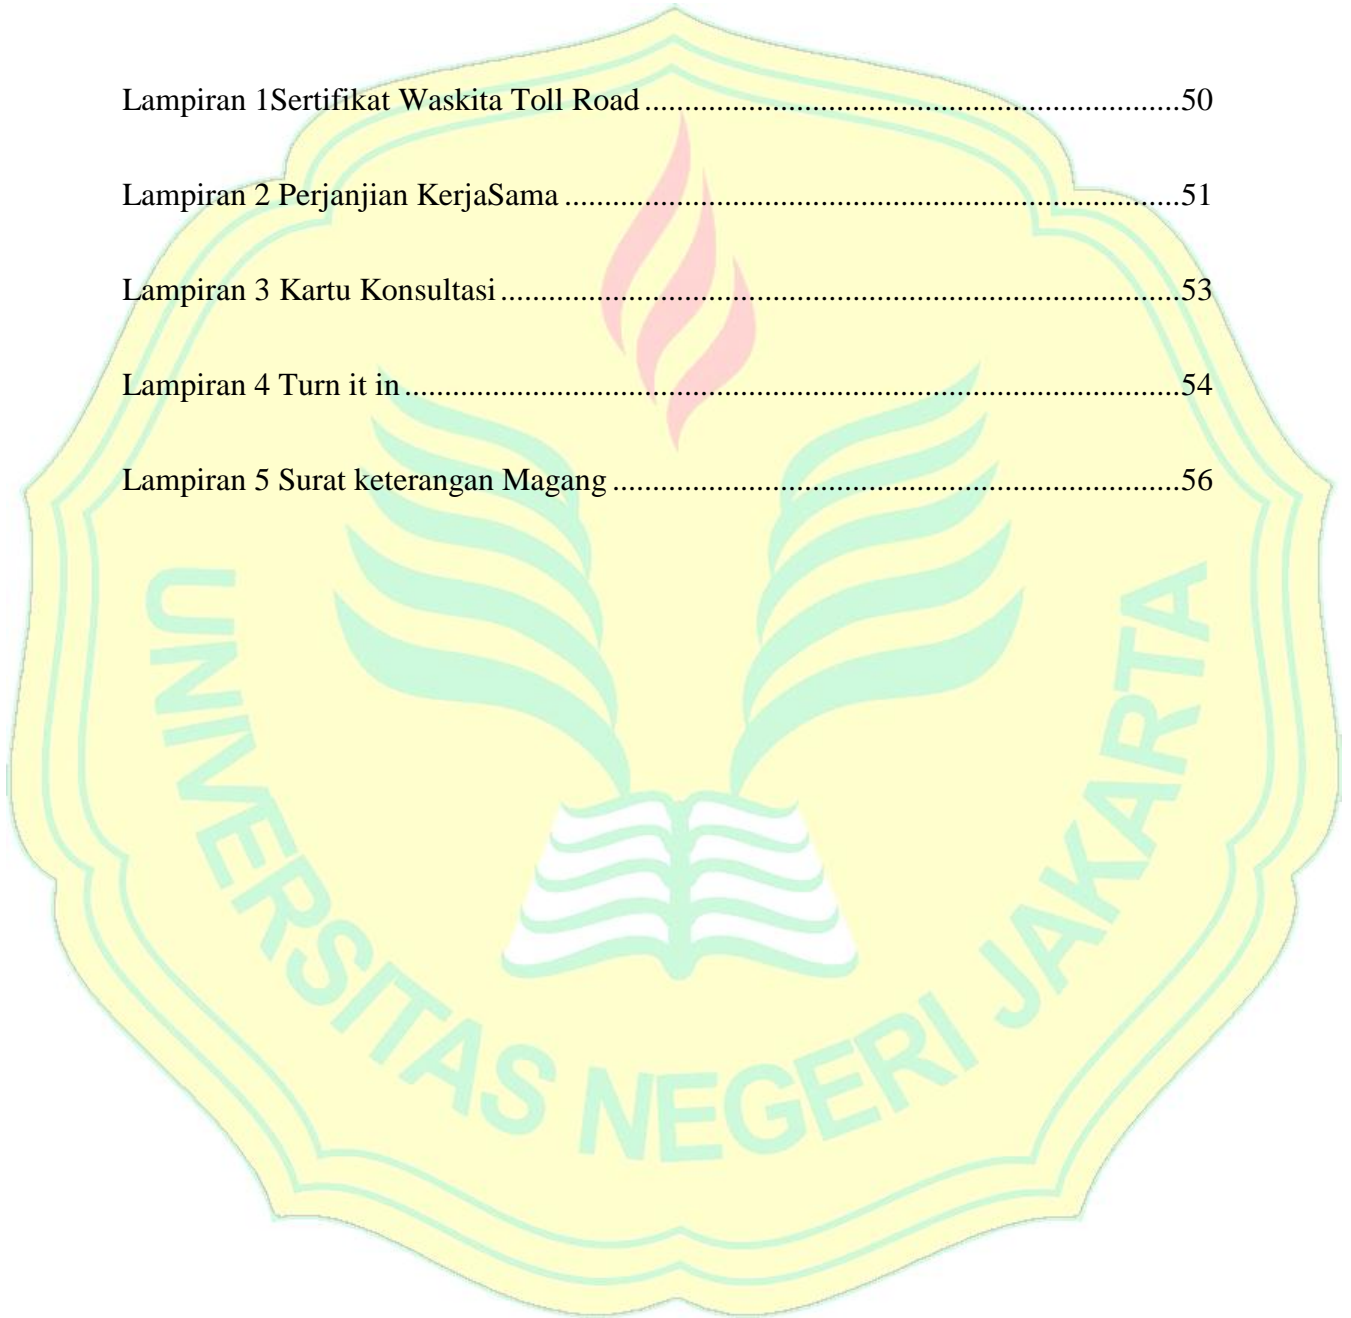 Lampiran 1Sertifikat Waskita Toll Road....................................................................50
Lampiran 2 Perjanjian KerjaSama..............................................................................51
Lampiran 3 Kartu Konsultasi......................................................................................53
Lampiran 4 Turn it in..................................................................................................54
Lampiran 5 Surat keterangan Magang........................................................................56
UNIVERSITAS NEGERI JAKARTA